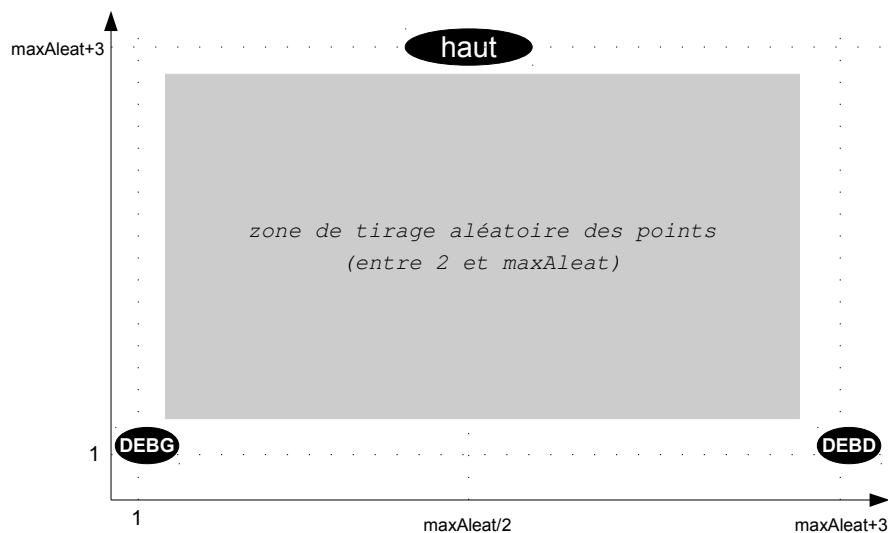 maxAleat+3
haut
zone de tirage aléatoire des points
(entre 2 et maxAleat)
DEBG
DEBD
1
1
maxAleat/2
maxAleat+3